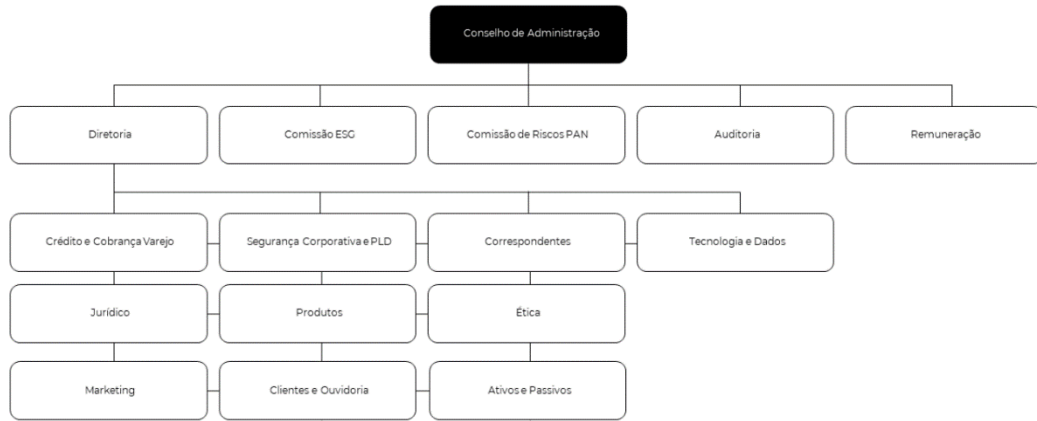 Conselho de Administração
Diretoria
Comissão ESG
Comissão de Riscos PAN
Auditoria
Remuneração
Crédito e Cobrança Varejo
Segurança Corporativa e PLD
Correspondentes
Tecnologia e Dados
Jurídico
Produtos
Ética
Marketing
Clientes e Ouvidoria
Ativos e Passivos